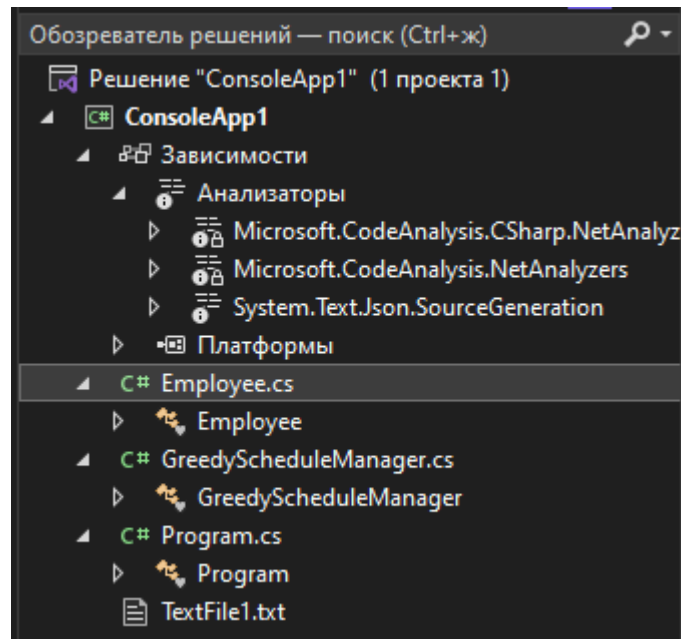 Обозреватель решений — поиск (Ctrl+ж)
Решение "ConsoleApp1" (1 проекта 1)
C# ConsoleApp1
Зависимости
Анализаторы
Microsoft.CodeAnalysis.CSharp.NetAnalyz
Microsoft.CodeAnalysis.NetAnalyzers
System.Text.Json.SourceGeneration
Платформы
C# Employee.cs
Employee
C# GreedyScheduleManager.cs
GreedyScheduleManager
C# Program.cs
Program
TextFile1.txt